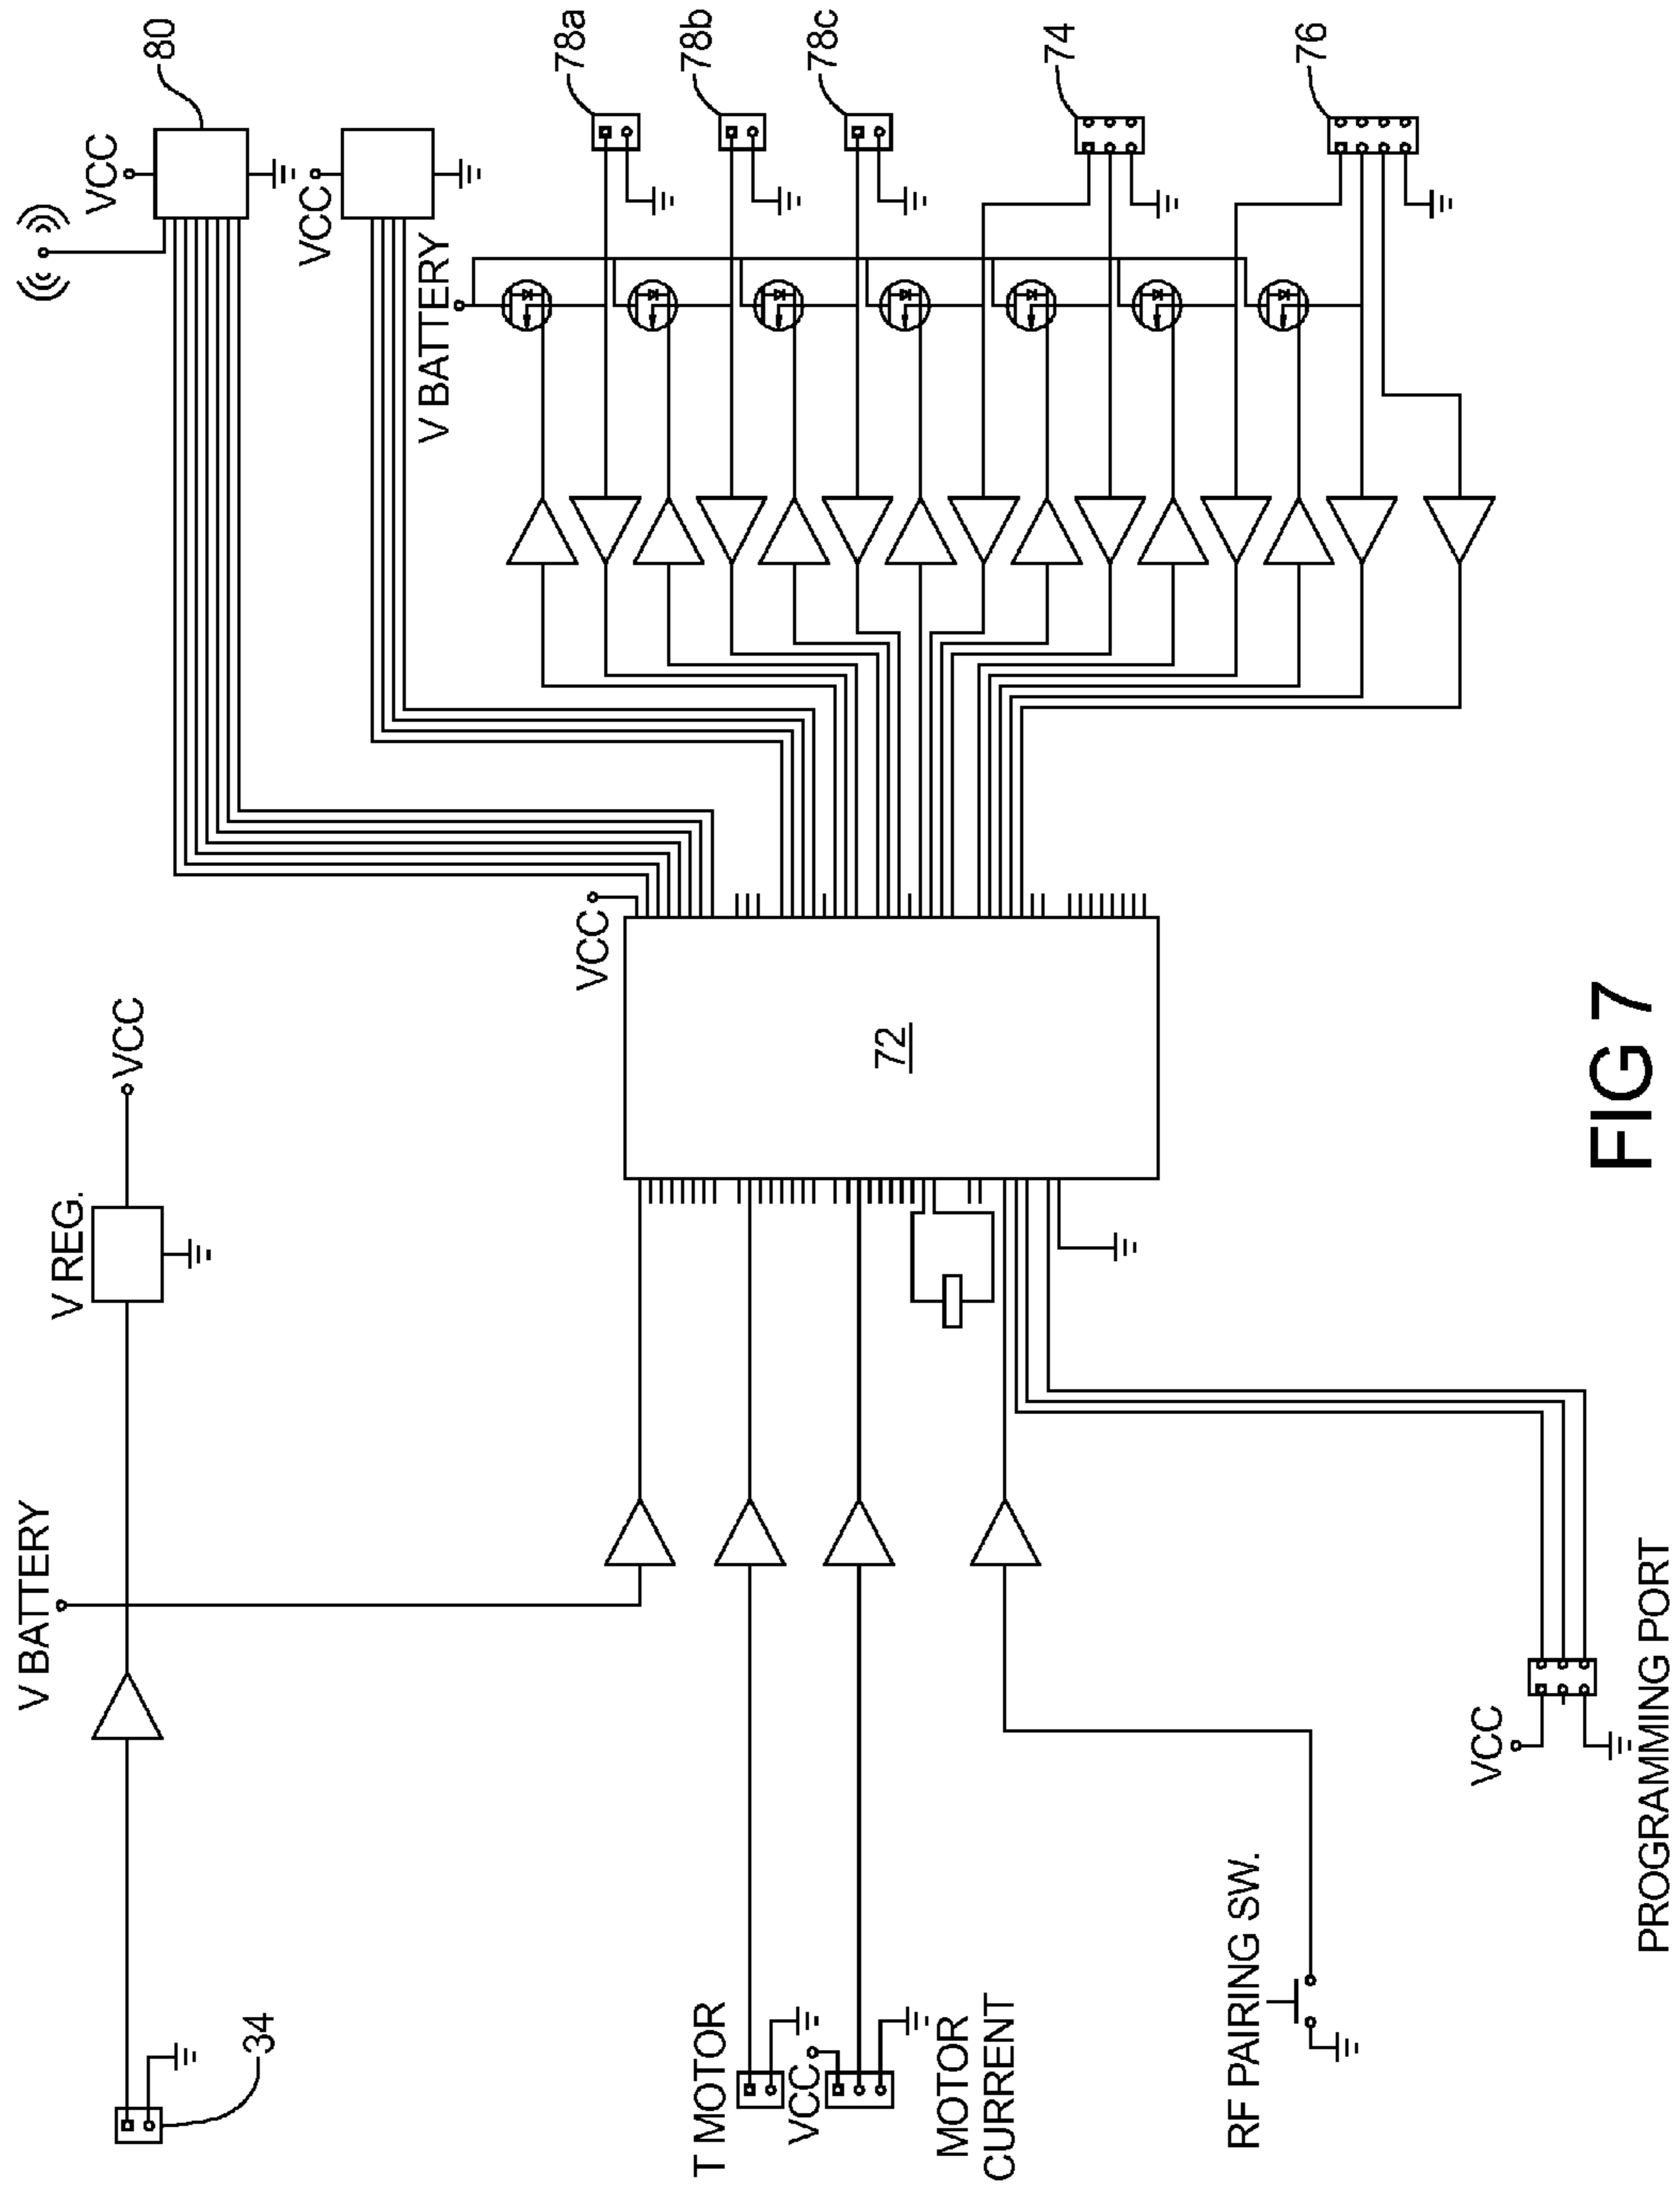 34
V BATTERY
V REG.
VCC
VCC
80
VCC
V BATTERY
78a
78b
78c
74
76
VCC
72
T MOTOR
VCC
MOTOR
CURRENT
RF PAIRING SW.
VCC
PROGRAMMING PORT
FIG 7